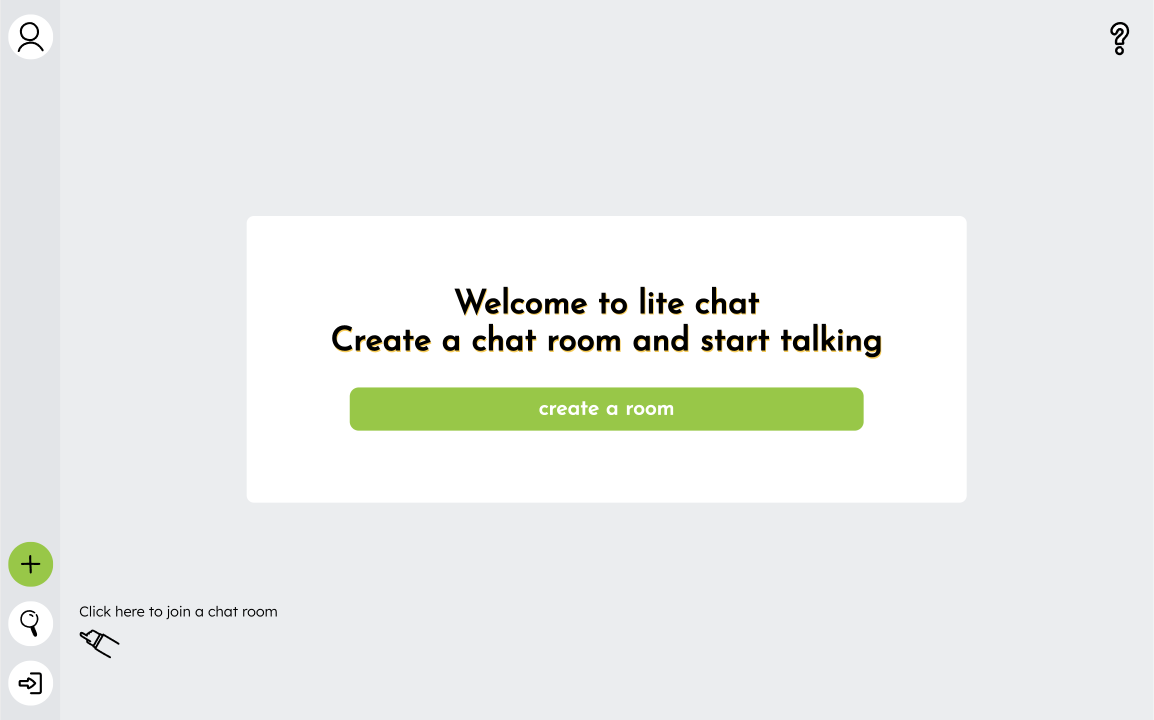 Welcome to lite chat
Create a chat room and start talking
create a room
Click here to join a chat room